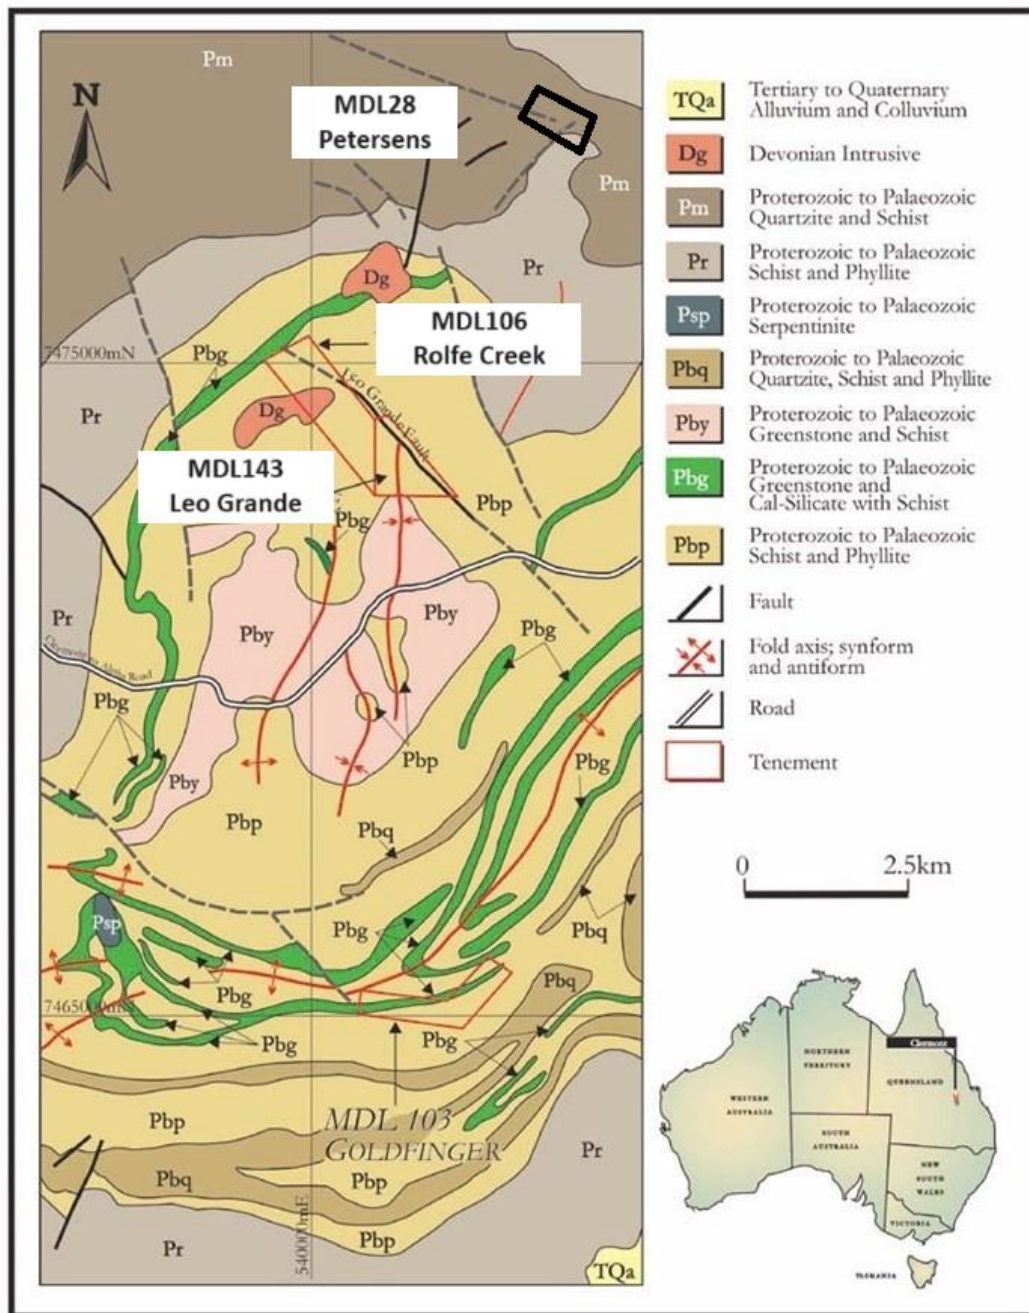 N
Pm
MDL28
Petersens
Pm
Pr
Dg
MDL106
Rolfe Creek
7475000mN
Pbg
Leo Grande Fault
Dg
Pr
MDL143
Leo Grande
Pbg
Pbp
Pby
Pby
Pr
Pbg
Clermont to Alpha Road
Pbg
Pbp
Pbg
Pby
Pbp
Pbq
Psp
Pbg
Pbq
Pbg
Pbq
7465000mN
Pbg
Pbg
Pbp
MDL 103
GOLDFINGER
Pr
Pbq
Pbp
Pbp
Pr
540000mE
TQa
TQa
Tertiary to Quaternary
Alluvium and Colluvium
Dg
Devonian Intrusive
Pm
Proterozoic to Palaeozoic
Quartzite and Schist
Pr
Proterozoic to Palaeozoic
Schist and Phyllite
Psp
Proterozoic to Palaeozoic
Serpentinite
Pbq
Proterozoic to Palaeozoic
Quartzite, Schist and Phyllite
Pby
Proterozoic to Palaeozoic
Greenstone and Schist
Pbg
Proterozoic to Palaeozoic
Greenstone and
Cal-Silicate with Schist
Pbp
Proterozoic to Palaeozoic
Schist and Phyllite
Fault
Fold axis; synform
and antiform
Road
Tenement
0
2.5km
Clermont
NORTHERN
TERRITORY
QUEENSLAND
WESTERN
AUSTRALIA
SOUTH
AUSTRALIA
NEW
SOUTH
WALES
VICTORIA
TASMANIA